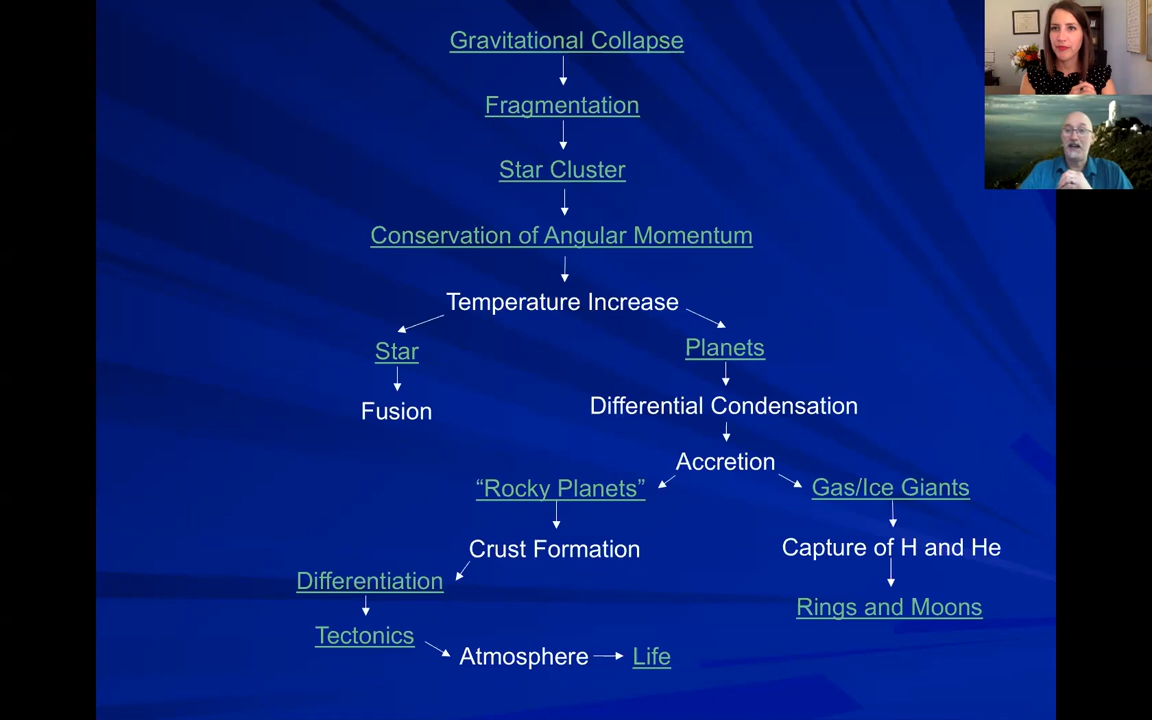 Gravitational Collapse
Fragmentation
Star Cluster
Conservation of Angular Momentum
Temperature Increase
Star
Planets
Fusion
Differential Condensation
Accretion
“Rocky Planets”
Gas/Ice Giants
Crust Formation
Capture of H and He
Differentiation
Rings and Moons
Tectonics
Atmosphere
Life